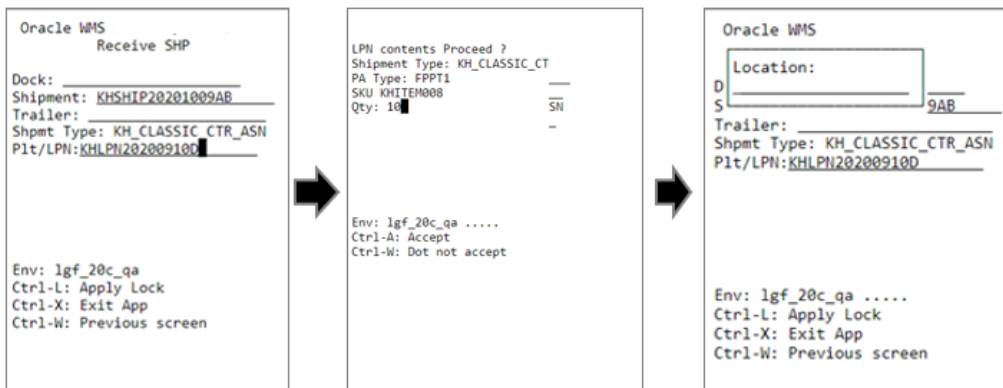 Oracle WMS
Receive SHP
Dock:
Shipment: KHSHIP20201009AB
Trailer:
Shpmt Type: KH_CLASSIC_CTR_ASN
Plt/LPN:KHLPN20200910D
Env: lgf_20c_qa
Ctrl-L: Apply Lock
Ctrl-X: Exit App
Ctrl-W: Previous screen
LPN contents Proceed ?
Shipment Type: KH_CLASSIC_CT
PA Type: FPPT1
SKU KHITEM008
Qty: 10 SN
Env: lgf_20c_qa .....
Ctrl-A: Accept
Ctrl-W: Dot not accept
Oracle WMS
Location:
D
S 9AB
Trailer:
Shpmt Type: KH_CLASSIC_CTR_ASN
Plt/LPN:KHLPN20200910D
Env: lgf_20c_qa .....
Ctrl-L: Apply Lock
Ctrl-X: Exit App
Ctrl-W: Previous screen